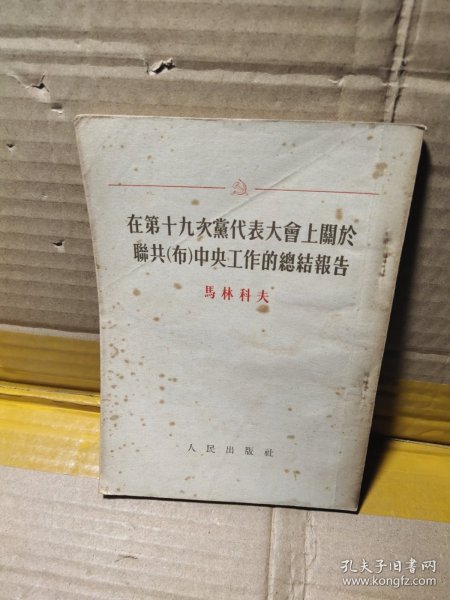 在第十九次黨代表大會上關於
聯共(布)中央工作的總結報告
馬林科夫
人民出版社
孔夫子旧书网
www.kongfz.com